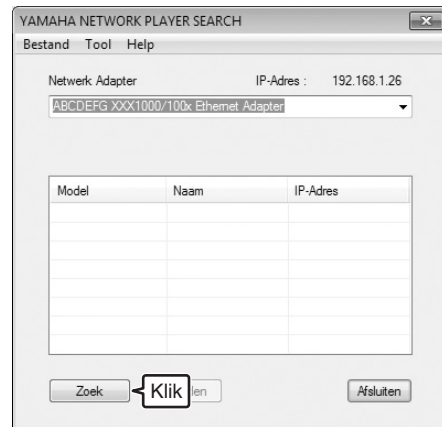 YAMAHA NETWORK PLAYER SEARCH
Bestand Tool Help
Netwerk Adapter IP-Adres : 192.168.1.26
ABCDEFG XXX1000/100x Ethernet Adapter
Model Naam IP-Adres
Zoek Klik len Afsluiten